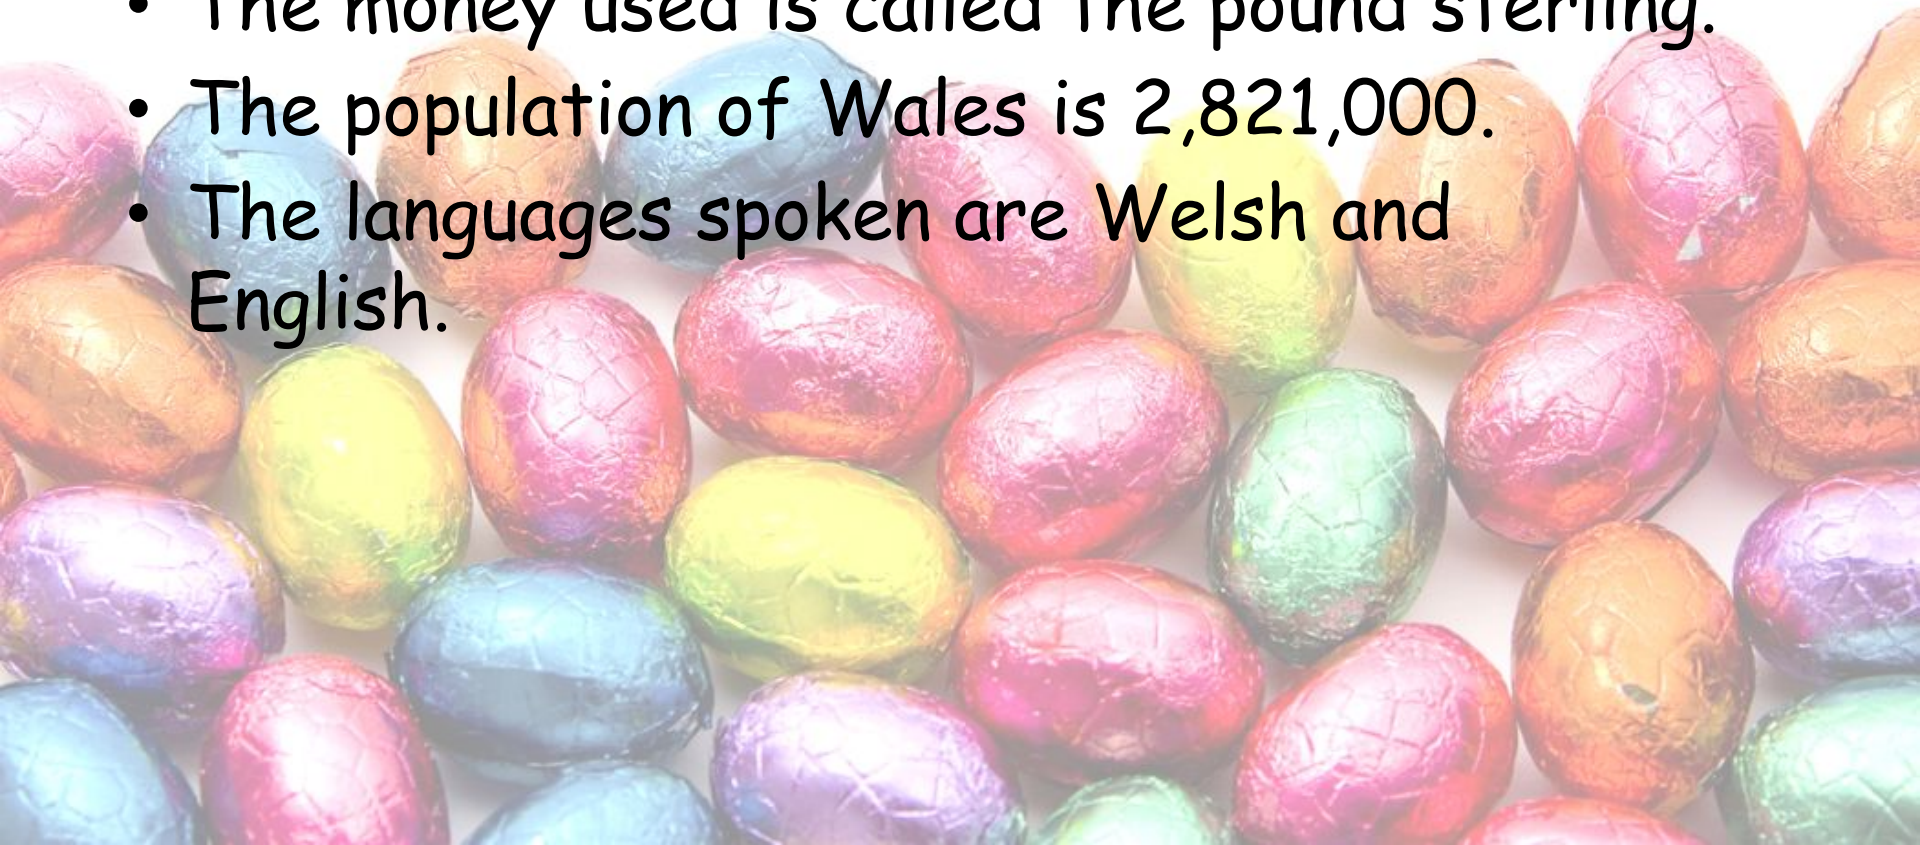 • The money used is called the pound sterling.
• The population of Wales is 2,821,000.
• The languages spoken are Welsh and
English.